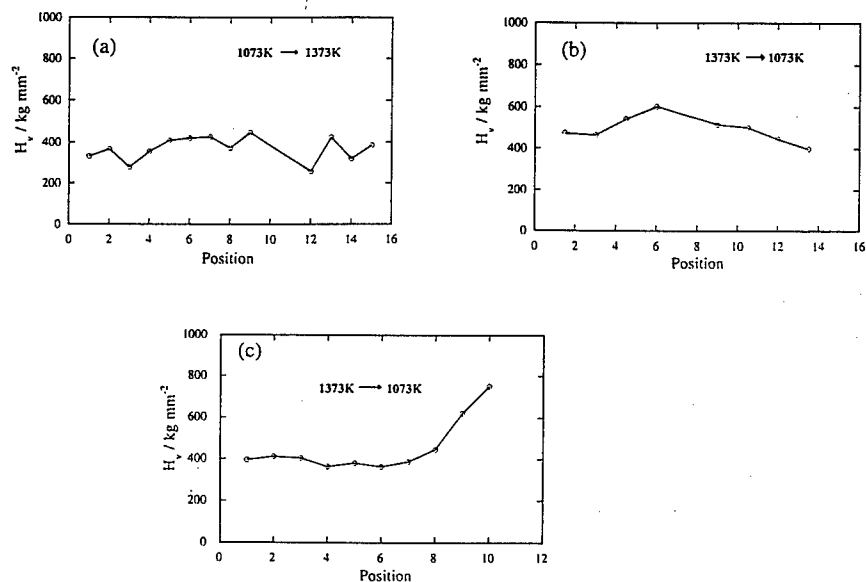 (a)
1073K → 1373K
H_v / kg mm⁻²
1000
800
600
400
200
0
0 2 4 6 8 10 12 14 16
Position
(b)
1373K → 1073K
H_v / kg mm⁻²
1000
800
600
400
200
0
0 2 4 6 8 10 12 14 16
Position
(c)
1373K → 1073K
H_v / kg mm⁻²
1000
800
600
400
200
0
0 2 4 6 8 10 12
Position